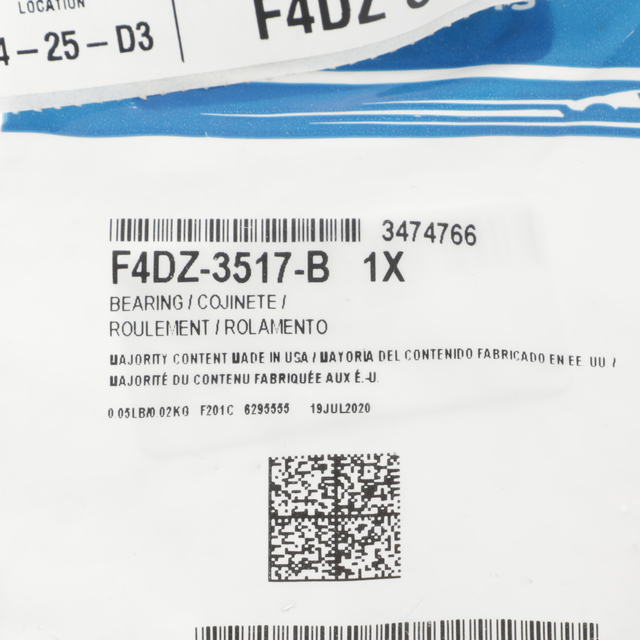 LOCATION
4-25-D3
F4DZ-
3474766
F4DZ-3517-B 1X
BEARING / COJINETE /
ROULEMENT / ROLAMENTO
MAJORITY CONTENT MADE IN USA / MAYORIA DEL CONTENIDO FABRICADO EN EE. UU /
MAJORITÉ DU CONTENU FABRIQUÉE AUX É.-U.
0.05LB/0.02KG F201C 6295555 19JUL2020